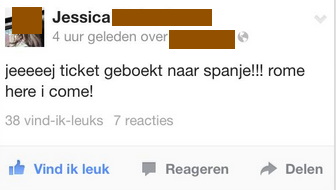 Jessica
4 uur geleden over
jeeeeej ticket geboekt naar spanje!!! rome
here i come!
38 vind-ik-leuks 7 reacties
Vind ik leuk Reageren Delen